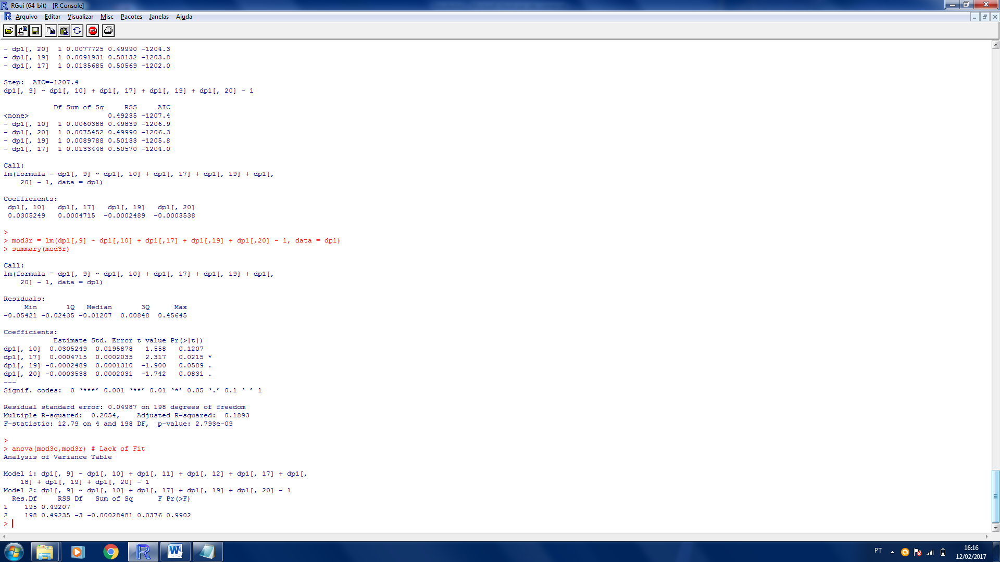 RGui (64-bit) - [R Console]
Arquivo Editar Visualizar Misc Pacotes Janelas Ajuda
STOP
- dp1[, 20]  1 0.0077725 0.49990 -1204.3
- dp1[, 19]  1 0.0091931 0.50132 -1203.8
- dp1[, 17]  1 0.0135685 0.50569 -1202.0
Step:  AIC=-1207.4
dp1[, 9] ~ dp1[, 10] + dp1[, 17] + dp1[, 19] + dp1[, 20] - 1
            Df Sum of Sq     RSS     AIC
<none>                   0.49235 -1207.4
- dp1[, 10]  1 0.0060388 0.49839 -1206.9
- dp1[, 20]  1 0.0075452 0.49990 -1206.3
- dp1[, 19]  1 0.0089788 0.50133 -1205.8
- dp1[, 17]  1 0.0133448 0.50570 -1204.0
Call:
lm(formula = dp1[, 9] ~ dp1[, 10] + dp1[, 17] + dp1[, 19] + dp1[,
    20] - 1, data = dp1)
Coefficients:
 dp1[, 10]   dp1[, 17]   dp1[, 19]   dp1[, 20]
 0.0305249   0.0004715  -0.0002489  -0.0003538
>
> mod3r = lm(dp1[,9] ~ dp1[,10] + dp1[,17] + dp1[,19] + dp1[,20] - 1, data = dp1)
> summary(mod3r)
Call:
lm(formula = dp1[, 9] ~ dp1[, 10] + dp1[, 17] + dp1[, 19] + dp1[,
    20] - 1, data = dp1)
Residuals:
     Min       1Q   Median       3Q      Max
-0.05421 -0.02435 -0.01207  0.00848  0.45645
Coefficients:
            Estimate Std. Error t value Pr(>|t|)
dp1[, 10]  0.0305249  0.0195878   1.558   0.1207
dp1[, 17]  0.0004715  0.0002035   2.317   0.0215 *
dp1[, 19] -0.0002489  0.0001310  -1.900   0.0589 .
dp1[, 20] -0.0003538  0.0002031  -1.742   0.0831 .
---
Signif. codes:  0 ‘***’ 0.001 ‘**’ 0.01 ‘*’ 0.05 ‘.’ 0.1 ‘ ’ 1
Residual standard error: 0.04987 on 198 degrees of freedom
Multiple R-squared:  0.2054,    Adjusted R-squared:  0.1893
F-statistic: 12.79 on 4 and 198 DF,  p-value: 2.793e-09
>
> anova(mod3c,mod3r) # Lack of Fit
Analysis of Variance Table
Model 1: dp1[, 9] ~ dp1[, 10] + dp1[, 11] + dp1[, 12] + dp1[, 17] + dp1[,
    18] + dp1[, 19] + dp1[, 20] - 1
Model 2: dp1[, 9] ~ dp1[, 10] + dp1[, 17] + dp1[, 19] + dp1[, 20] - 1
  Res.Df     RSS Df   Sum of Sq      F Pr(>F)
1    195 0.49207
2    198 0.49235 -3 -0.00028481 0.0376 0.9902
>
PT
16:16
12/02/2017